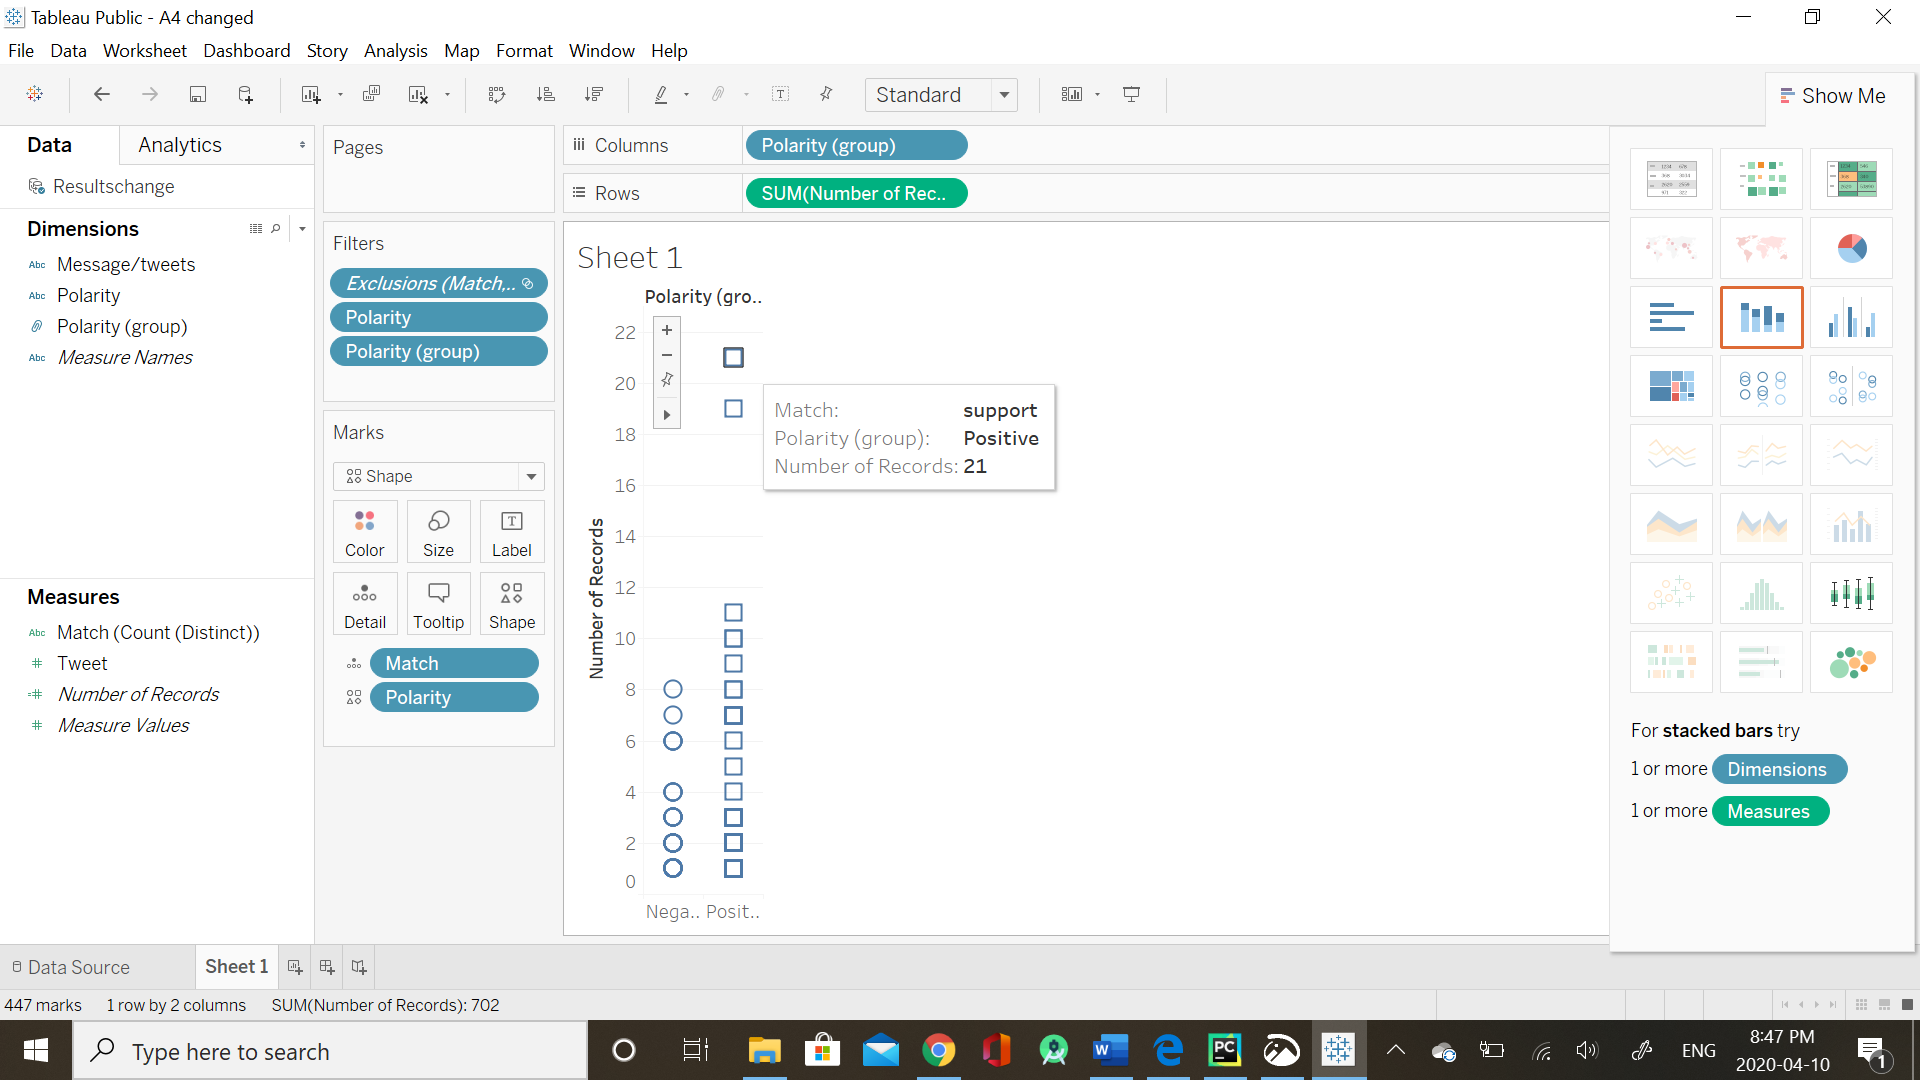 Tableau Public - A4 changed
File Data Worksheet Dashboard Story Analysis Map Format Window Help
Standard
Show Me
Data
Analytics
Pages
Columns
Polarity (group)
Resultschange
Rows
SUM(Number of Rec..
Dimensions
Abc Message/tweets
Abc Polarity
Polarity (group)
Abc Measure Names
Filters
Exclusions (Match,..
Polarity
Polarity (group)
Marks
Shape
Color
Size
Label
Detail
Tooltip
Shape
Match
Polarity
Measures
Abc Match (Count (Distinct))
# Tweet
Number of Records
# Measure Values
Sheet 1
Polarity (gro..
Number of Records
22
20
18
16
14
12
10
8
6
4
2
0
Nega..
Posit..
Match: support
Polarity (group): Positive
Number of Records: 21
For stacked bars try
1 or more Dimensions
1 or more Measures
Data Source
Sheet 1
447 marks
1 row by 2 columns
SUM(Number of Records): 702
Type here to search
W
PC
ENG
8:47 PM
2020-04-10
1